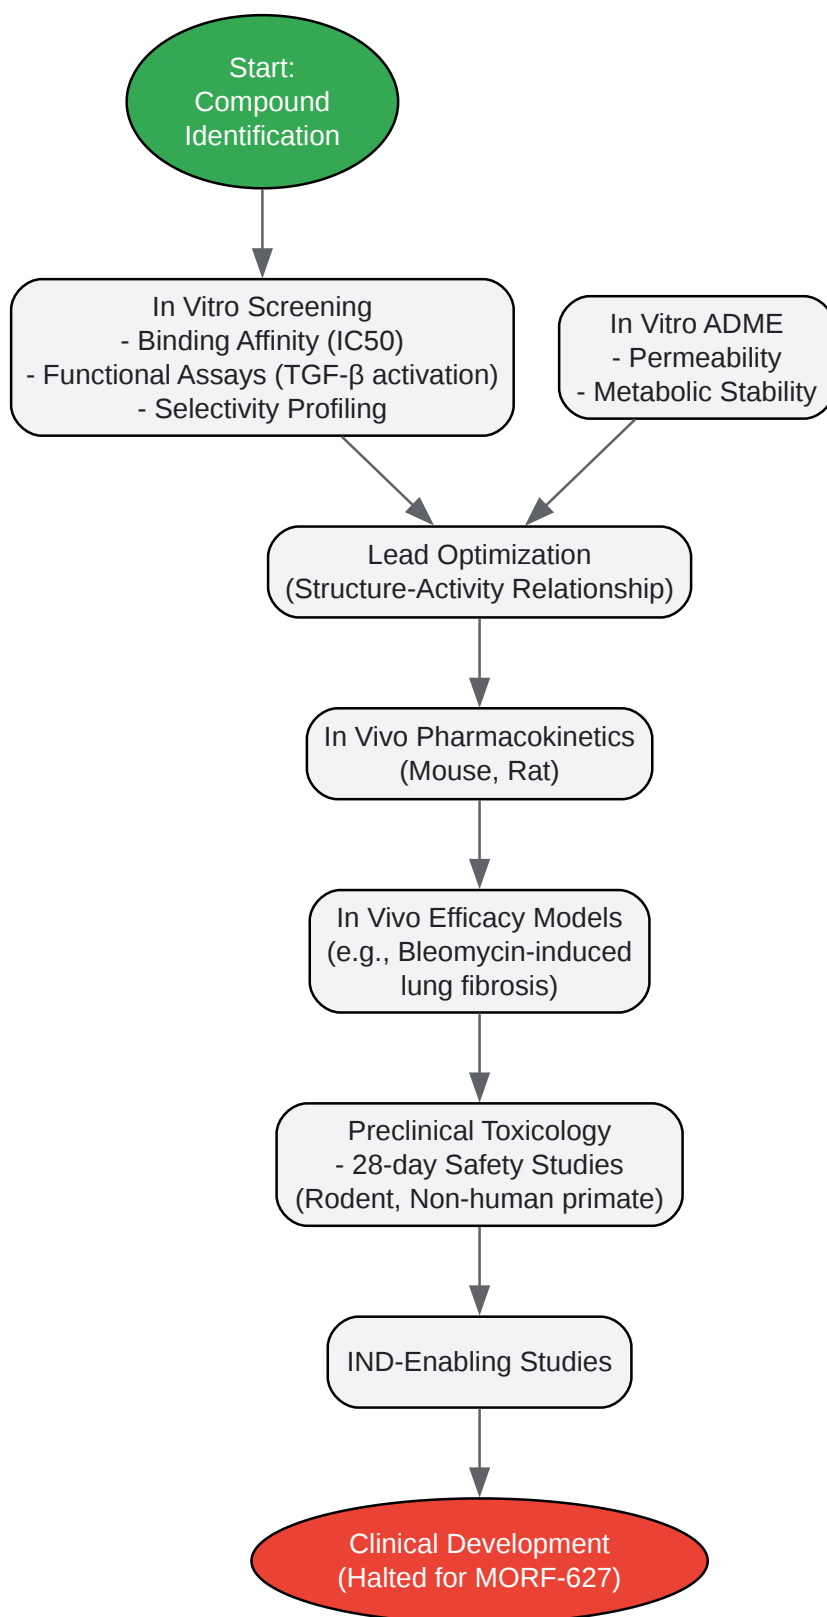 Start:
Compound
Identification
In Vitro Screening
- Binding Affinity (IC50)
- Functional Assays (TGF-β activation)
- Selectivity Profiling
In Vitro ADME
- Permeability
- Metabolic Stability
Lead Optimization
(Structure-Activity Relationship)
In Vivo Pharmacokinetics
(Mouse, Rat)
In Vivo Efficacy Models
(e.g., Bleomycin-induced
lung fibrosis)
Preclinical Toxicology
- 28-day Safety Studies
(Rodent, Non-human primate)
IND-Enabling Studies
Clinical Development
(Halted for MORF-627)